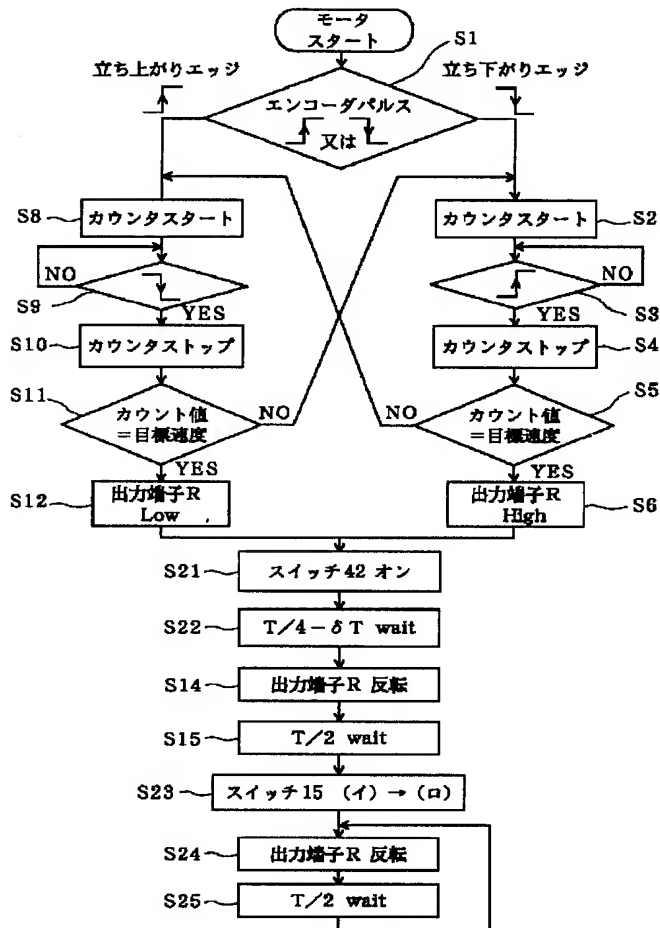 モータ
スタート
S1
立ち上がりエッジ
立ち下がりエッジ
エンコーダパルス
又は
S8
カウンタスタート
カウンタスタート
S2
NO
NO
S9
YES
YES
S3
S10
カウンタストップ
カウンタストップ
S4
S11
S5
カウント値
=目標速度
NO
NO
カウント値
=目標速度
YES
YES
S12
出力端子R
Low
出力端子R
High
S6
S21
スイッチ42 オン
S22
T/4-δT wait
S14
出力端子R 反転
S15
T/2 wait
S23
スイッチ15 (イ)→(ロ)
S24
出力端子R 反転
S25
T/2 wait